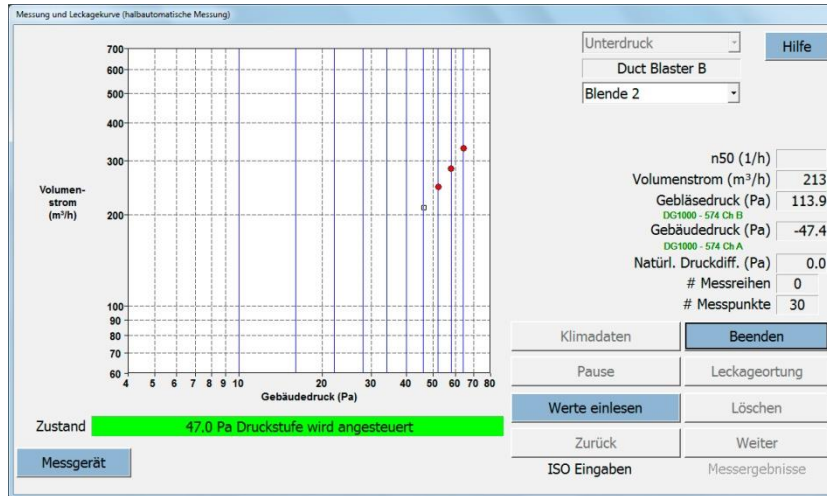 Messung und Leckagekurve (halbautomatische Messung)
Unterdruck
Hilfe
Duct Blaster B
Blende 2
700
600
500
400
300
200
100
90
80
70
60
Volumen-
strom
(m³/h)
4 5 6 7 8 9 10 20 30 40 50 60 70 80
Gebäudedruck (Pa)
n50 (1/h)
Volumenstrom (m³/h) 213
Gebläsedruck (Pa) 113.9
DG1000 - 574 Ch B
Gebäudedruck (Pa) -47.4
DG1000 - 574 Ch A
Natürl. Druckdiff. (Pa) 0.0
# Messreihen 0
# Messpunkte 30
Klimadaten Beenden
Pause Leckageortung
Werte einlesen Löschen
Zurück Weiter
ISO Eingaben Messergebnisse
Zustand 47.0 Pa Druckstufe wird angesteuert
Messgerät